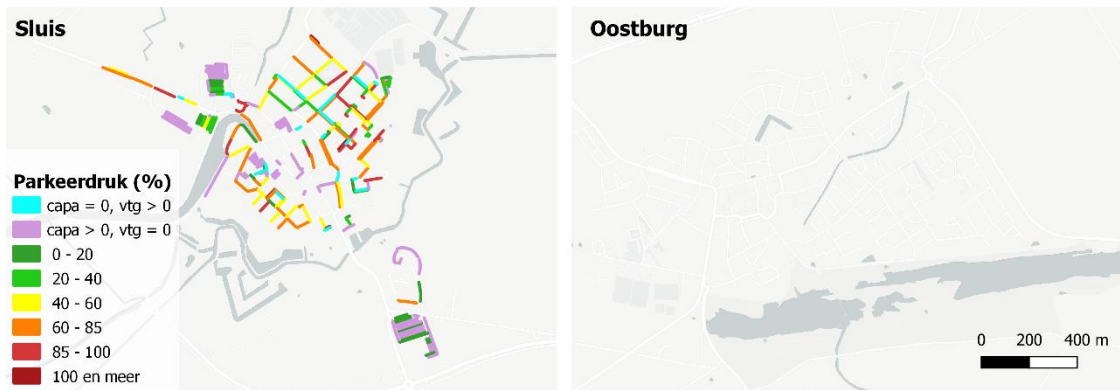 Sluis
Oostburg
Parkeerdruk (%)
capa = 0, vtg > 0
capa > 0, vtg = 0
0 - 20
20 - 40
40 - 60
60 - 85
85 - 100
100 en meer
0 200 400 m